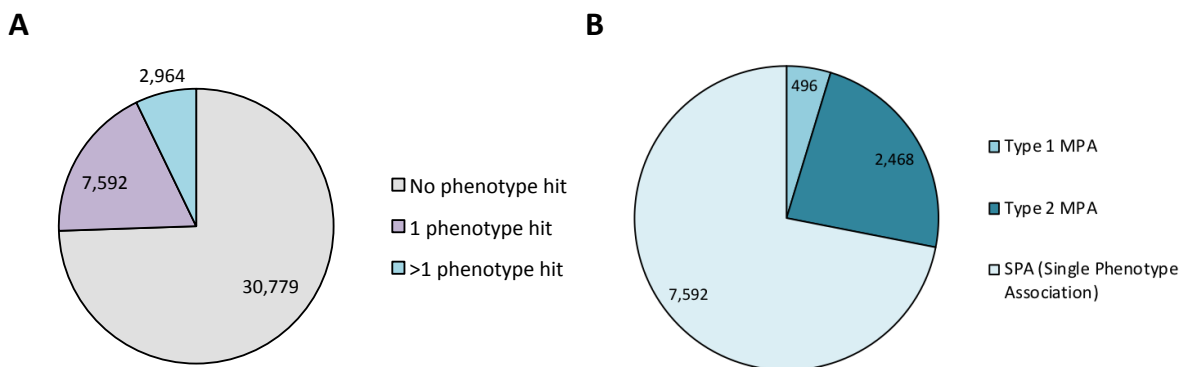 A
2,964
7,592
30,779
No phenotype hit
1 phenotype hit
>1 phenotype hit
B
496
2,468
7,592
Type 1 MPA
Type 2 MPA
SPA (Single Phenotype
Association)